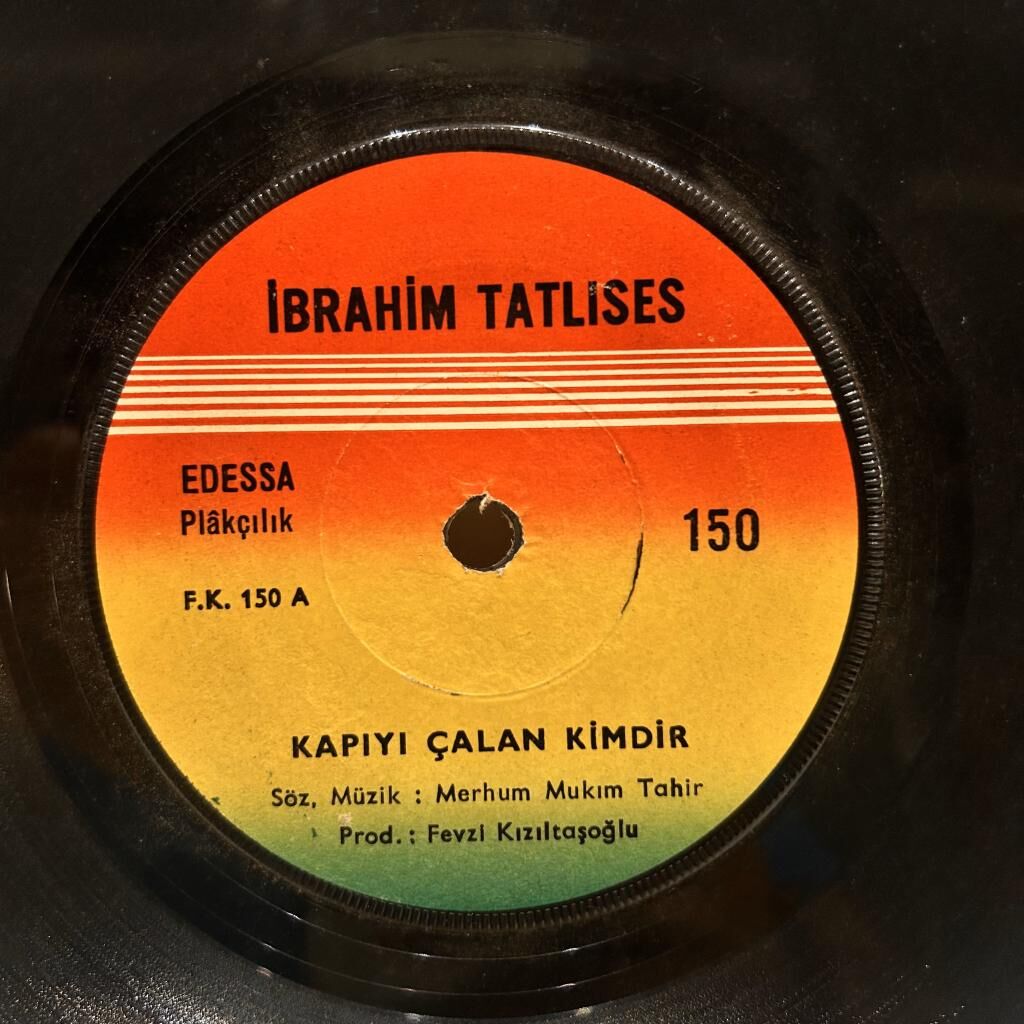 İBRAHİM TATLISES
EDESSA
Plâkçılık
150
F.K. 150 A
KAPIYI ÇALAN KİMDİR
Söz, Müzik : Merhum Mukım Tahir
Prod. : Fevzi Kızıltaşoğlu